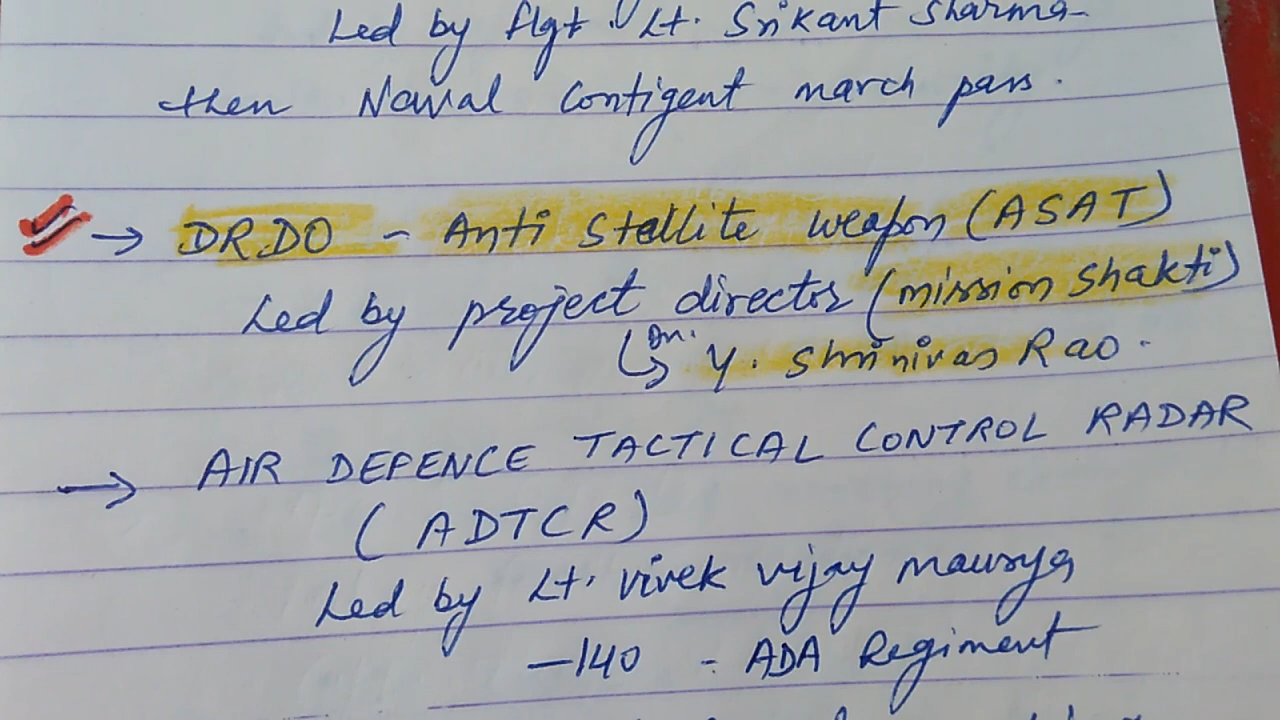 Led by flgt. Lt. Srikant Sharma
then Naval Contigent march pass.
→ DRDO - Anti Stellite weapon (ASAT)
Led by project director (mission Shakti)
↳ Dr. Y. Shrinivas Rao.
→ AIR DEFENCE TACTICAL CONTROL RADAR
(ADTCR)
Led by Lt. vivek vijay maurya
-140 - ADA Regiment